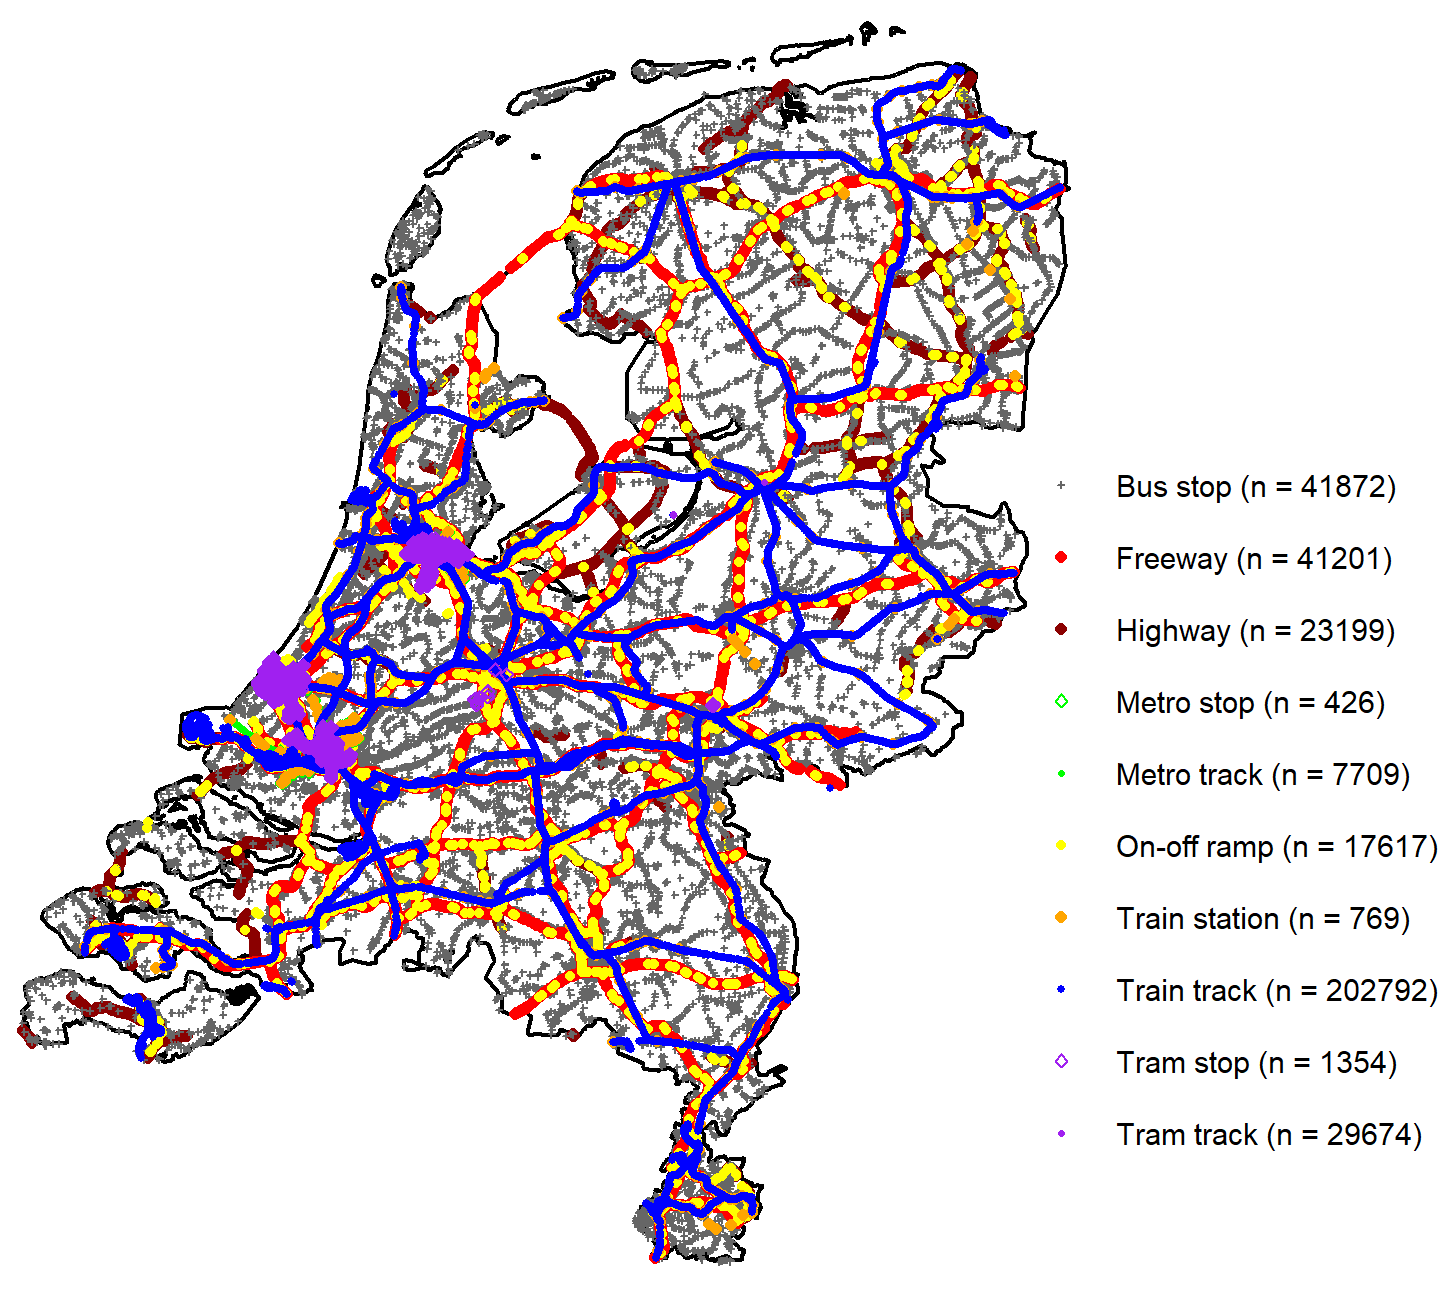 Bus stop (n = 41872)
Freeway (n = 41201)
Highway (n = 23199)
Metro stop (n = 426)
Metro track (n = 7709)
On-off ramp (n = 17617)
Train station (n = 769)
Train track (n = 202792)
Tram stop (n = 1354)
Tram track (n = 29674)